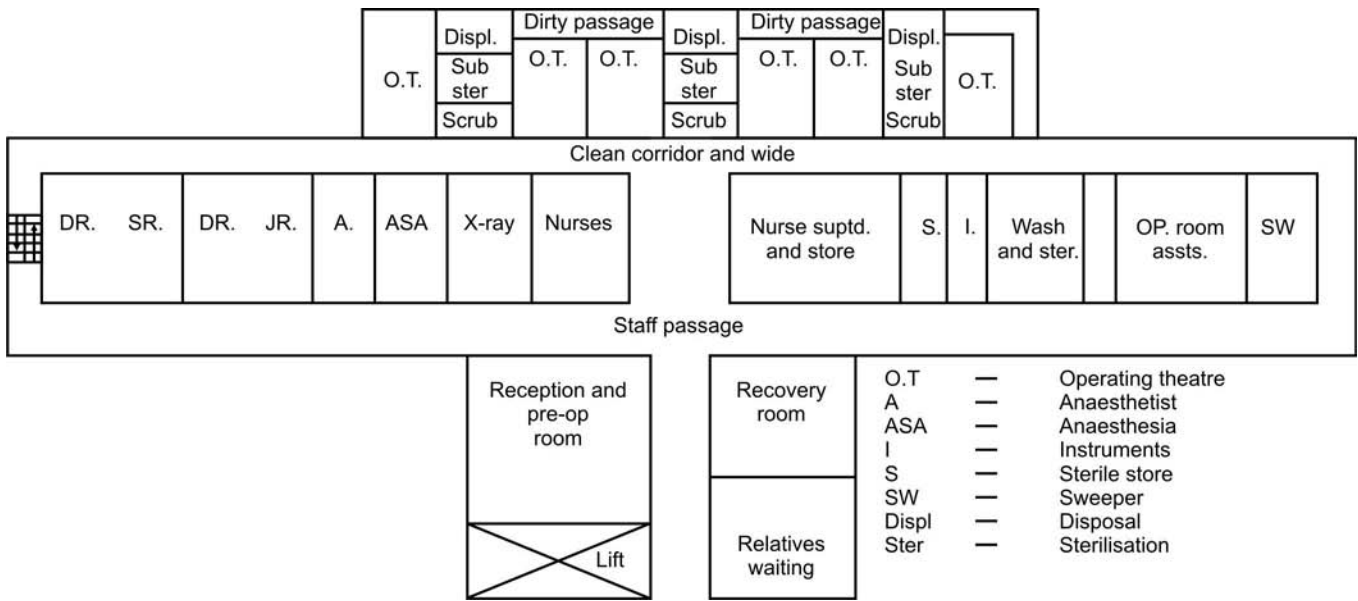 O.T.
Displ.
Sub
ster
Scrub
Dirty passage
O.T.
O.T.
Displ.
Sub
ster
Scrub
Dirty passage
O.T.
O.T.
Displ.
Sub
ster
Scrub
O.T.
Clean corridor and wide
DR. SR.
DR. JR.
A.
ASA
X-ray
Nurses
Nurse suptd.
and store
S.
I.
Wash
and ster.
OP. room
assts.
SW
Staff passage
Reception and
pre-op
room
Lift
Recovery
room
Relatives
waiting
O.T — Operating theatre
A — Anaesthetist
ASA — Anaesthesia
I — Instruments
S — Sterile store
SW — Sweeper
Displ — Disposal
Ster — Sterilisation